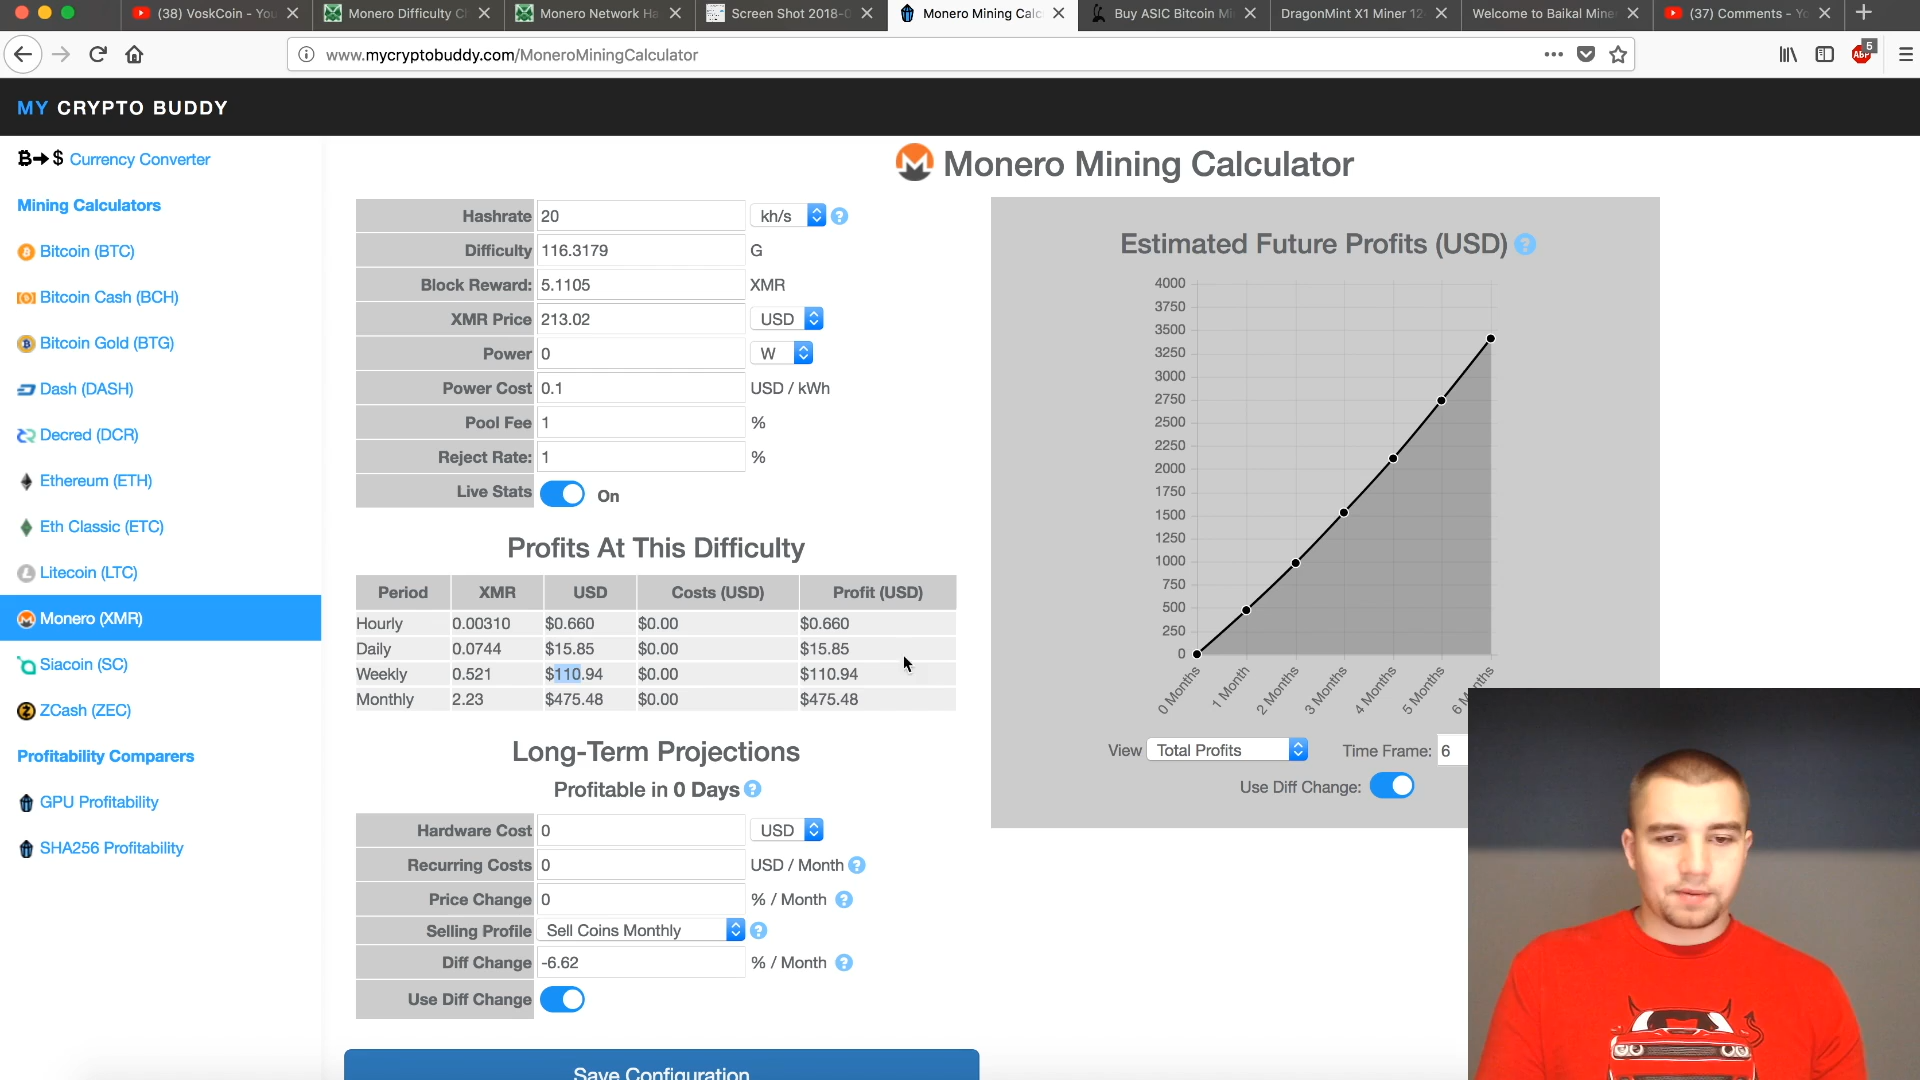 (38) VoskCoin - You
Monero Difficulty Ch
Monero Network Ha
Screen Shot 2018-0
Monero Mining Calc
Buy ASIC Bitcoin Mi
DragonMint X1 Miner 12
Welcome to Baikal Mine
(37) Comments - Yo
www.mycryptobuddy.com/MoneroMiningCalculator
ABP
5
MY CRYPTO BUDDY
Currency Converter
Mining Calculators
Bitcoin (BTC)
Bitcoin Cash (BCH)
Bitcoin Gold (BTG)
Dash (DASH)
Decred (DCR)
Ethereum (ETH)
Eth Classic (ETC)
Litecoin (LTC)
Monero (XMR)
Siacoin (SC)
ZCash (ZEC)
Profitability Comparers
GPU Profitability
SHA256 Profitability
Monero Mining Calculator
Hashrate 20 kh/s ?
Difficulty 116.3179 G
Block Reward: 5.1105 XMR
XMR Price 213.02 USD
Power 0 W
Power Cost 0.1 USD / kWh
Pool Fee 1 %
Reject Rate: 1 %
Live Stats On
Profits At This Difficulty
Period XMR USD Costs (USD) Profit (USD)
Hourly 0.00310 $0.660 $0.00 $0.660
Daily 0.0744 $15.85 $0.00 $15.85
Weekly 0.521 $110.94 $0.00 $110.94
Monthly 2.23 $475.48 $0.00 $475.48
Long-Term Projections
Profitable in 0 Days ?
Hardware Cost 0 USD
Recurring Costs 0 USD / Month ?
Price Change 0 % / Month ?
Selling Profile Sell Coins Monthly ?
Diff Change -6.62 % / Month ?
Use Diff Change
Save Configuration
Estimated Future Profits (USD) ?
4000
3750
3500
3250
3000
2750
2500
2250
2000
1750
1500
1250
1000
750
500
250
0
0 Months
1 Month
2 Months
3 Months
4 Months
5 Months
6
View Total Profits Time Frame: 6
Use Diff Change: